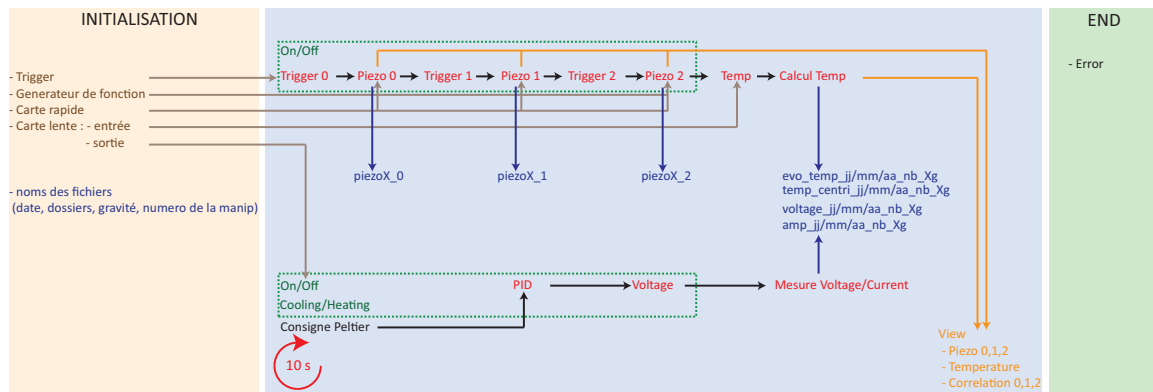 INITIALISATION
- Trigger
- Generateur de fonction
- Carte rapide
- Carte lente : - entrée
- sortie
- noms des fichiers
(date, dossiers, gravité, numero de la manip)
On/Off
Trigger 0 Piezo 0 Trigger 1 Piezo 1 Trigger 2 Piezo 2 Temp Calcul Temp
piezoX_0 piezoX_1 piezoX_2
evo_temp_jj/mm/aa_nb_Xg
temp_centri_jj/mm/aa_nb_Xg
voltage_jj/mm/aa_nb_Xg
amp_jj/mm/aa_nb_Xg
On/Off
Cooling/Heating
PID Voltage Mesure Voltage/Current
Consigne Peltier
10 s
View
- Piezo 0,1,2
- Temperature
- Correlation 0,1,2
END
- Error